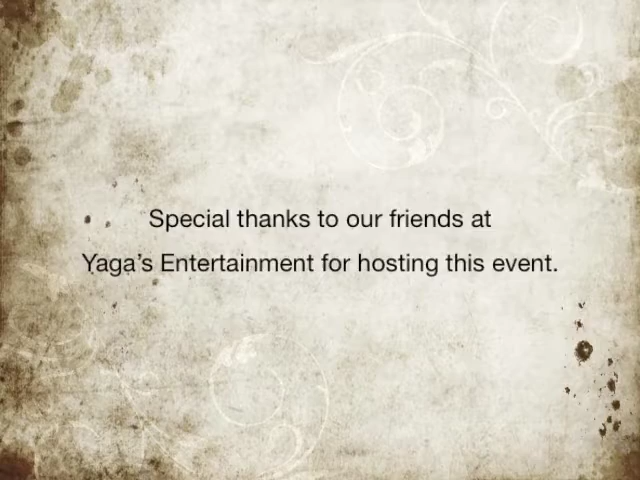 Special thanks to our friends at
Yaga’s Entertainment for hosting this event.